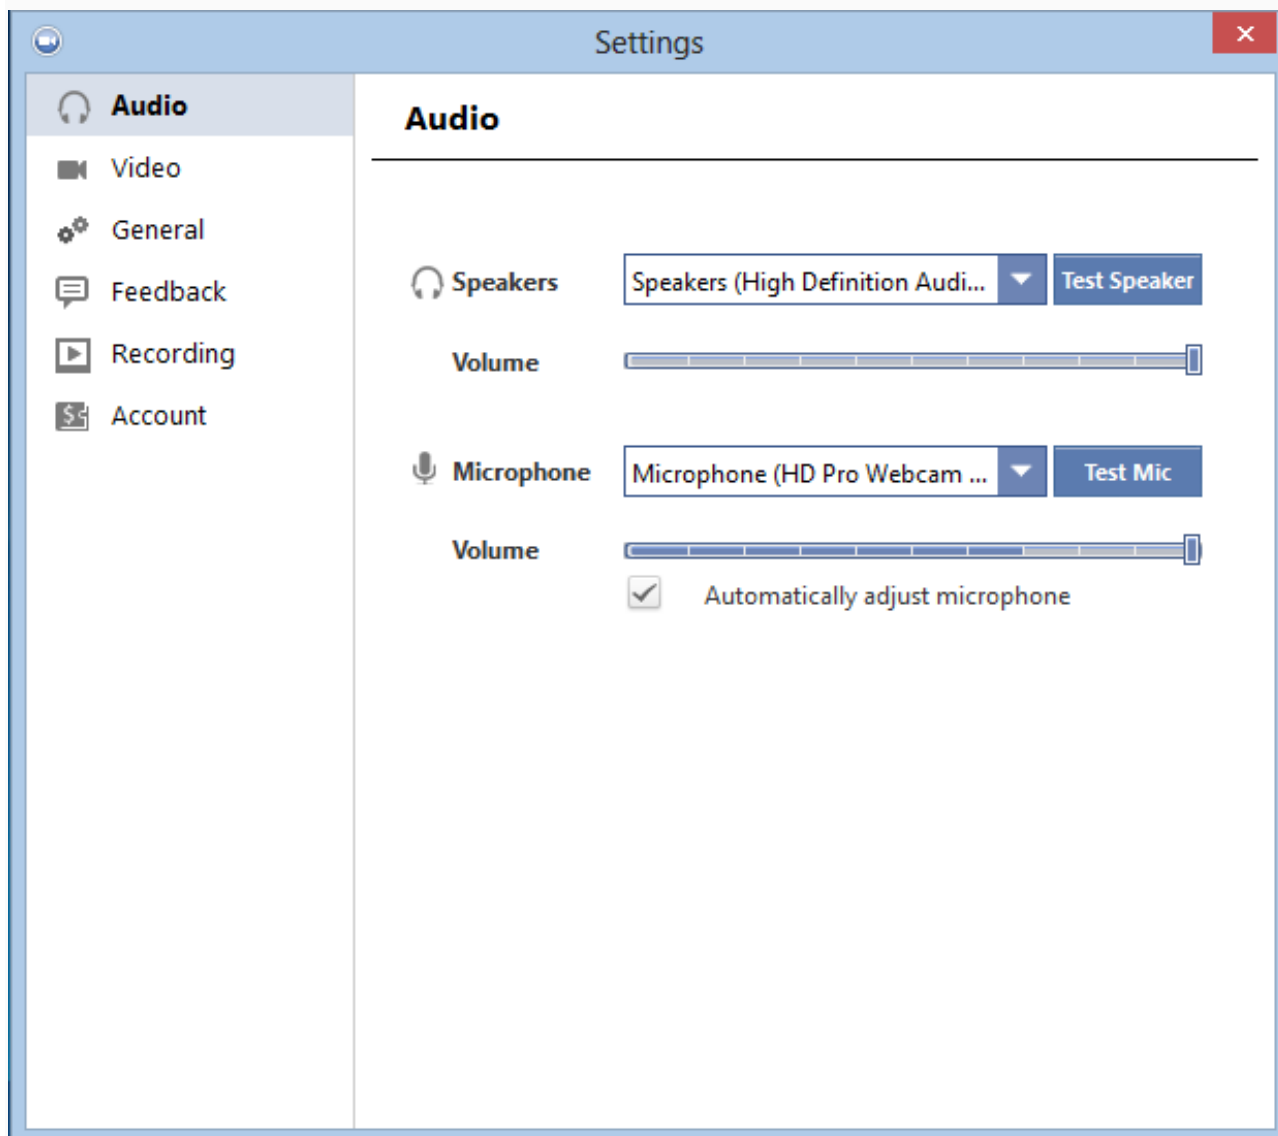 Settings
Audio
Video
General
Feedback
Recording
Account
Audio
Speakers
Speakers (High Definition Audi...
Test Speaker
Volume
Microphone
Microphone (HD Pro Webcam ...
Test Mic
Volume
Automatically adjust microphone